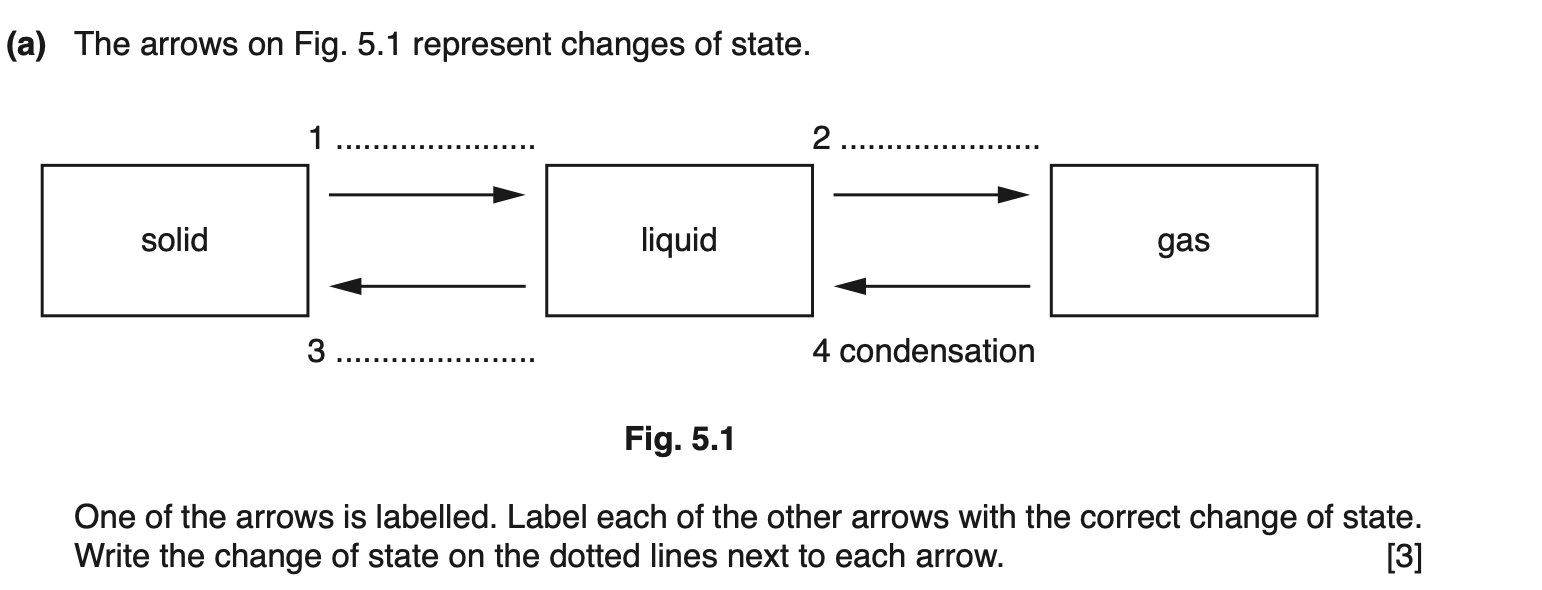 (a) The arrows on Fig. 5.1 represent changes of state.
1 ...................... 2 ......................
solid liquid gas
3 ...................... 4 condensation
Fig. 5.1
One of the arrows is labelled. Label each of the other arrows with the correct change of state.
Write the change of state on the dotted lines next to each arrow. [3]